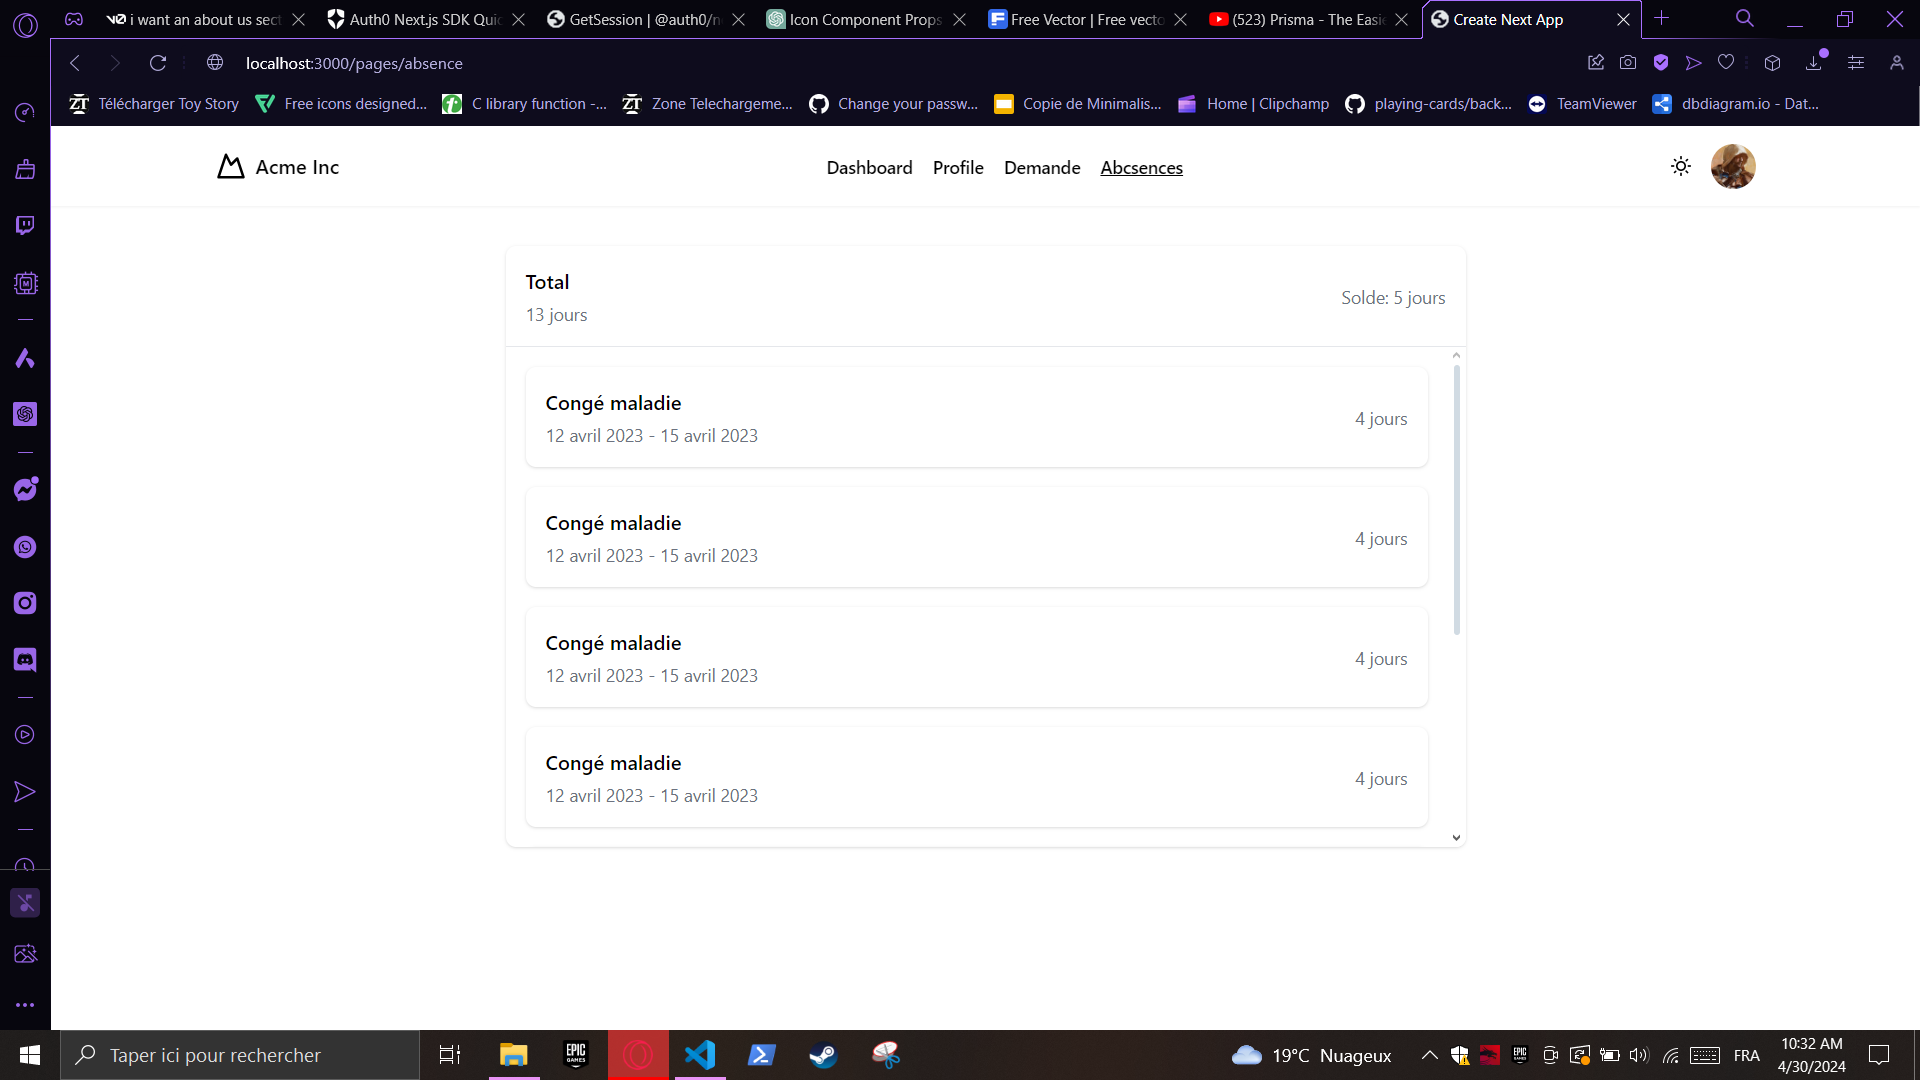 i want an about us sect
Auth0 Next.js SDK Quic
GetSession | @auth0/n
Icon Component Props
Free Vector | Free vecto
(523) Prisma - The Easie
Create Next App
localhost:3000/pages/absence
Télécharger Toy Story
Free icons designed...
C library function -...
Zone Telechargeme...
Change your passw...
Copie de Minimalis...
Home | Clipchamp
playing-cards/back...
TeamViewer
dbdiagram.io - Dat...
Acme Inc
Dashboard Profile Demande Abcsences
Total
13 jours
Solde: 5 jours
Congé maladie
12 avril 2023 - 15 avril 2023
4 jours
Congé maladie
12 avril 2023 - 15 avril 2023
4 jours
Congé maladie
12 avril 2023 - 15 avril 2023
4 jours
Congé maladie
12 avril 2023 - 15 avril 2023
4 jours
Taper ici pour rechercher
19°C Nuageux
FRA
10:32 AM
4/30/2024